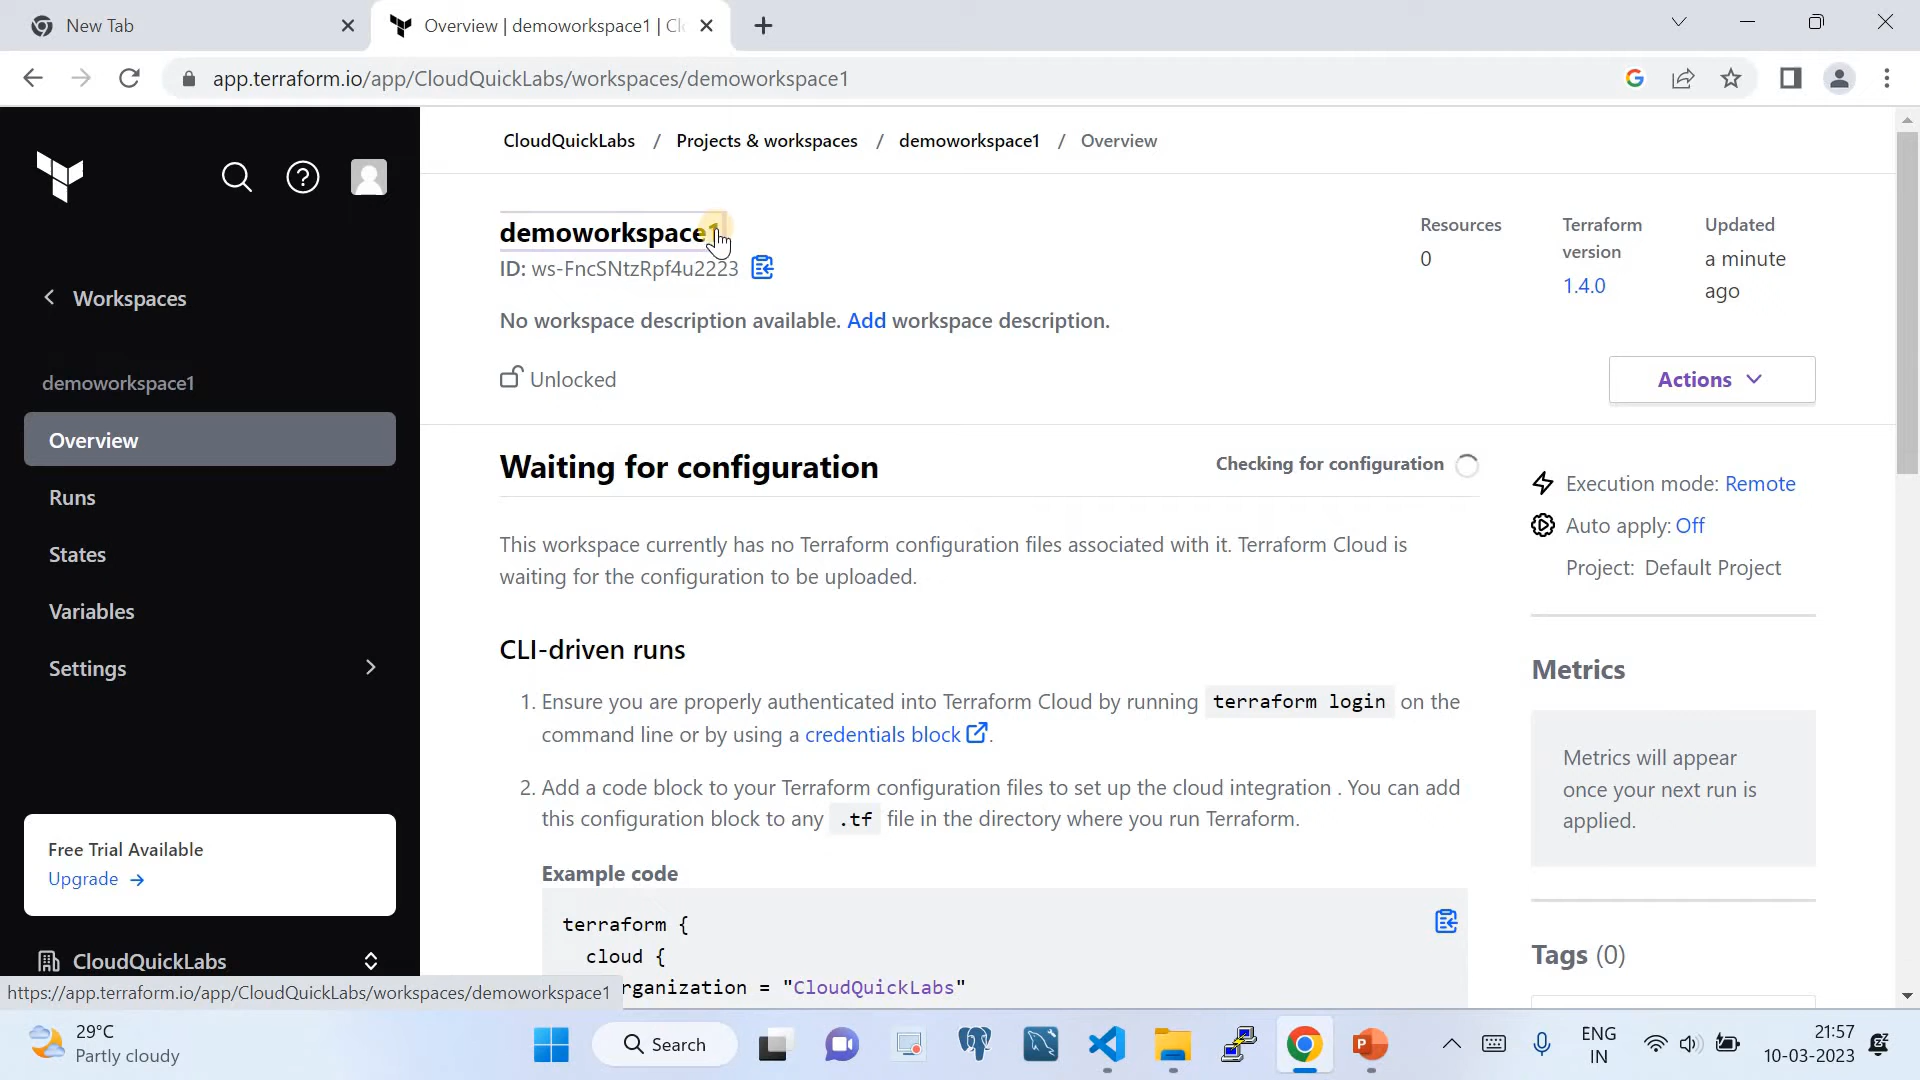 New Tab
Overview | demoworkspace1 | Cl
app.terraform.io/app/CloudQuickLabs/workspaces/demoworkspace1
CloudQuickLabs / Projects & workspaces / demoworkspace1 / Overview
demoworkspace1
ID: ws-FncSNtzRpf4u2223
No workspace description available. Add workspace description.
Unlocked
Resources
0
Terraform
version
1.4.0
Updated
a minute
ago
Actions
Workspaces
demoworkspace1
Overview
Runs
States
Variables
Settings
Free Trial Available
Upgrade →
CloudQuickLabs
Waiting for configuration
Checking for configuration
This workspace currently has no Terraform configuration files associated with it. Terraform Cloud is
waiting for the configuration to be uploaded.
CLI-driven runs
1. Ensure you are properly authenticated into Terraform Cloud by running terraform login on the
command line or by using a credentials block.
2. Add a code block to your Terraform configuration files to set up the cloud integration . You can add
this configuration block to any .tf file in the directory where you run Terraform.
Example code
terraform {
cloud {
rganization = "CloudQuickLabs"
Execution mode: Remote
Auto apply: Off
Project: Default Project
Metrics
Metrics will appear
once your next run is
applied.
Tags (0)
https://app.terraform.io/app/CloudQuickLabs/workspaces/demoworkspace1
29°C
Partly cloudy
Search
ENG
IN
21:57
10-03-2023